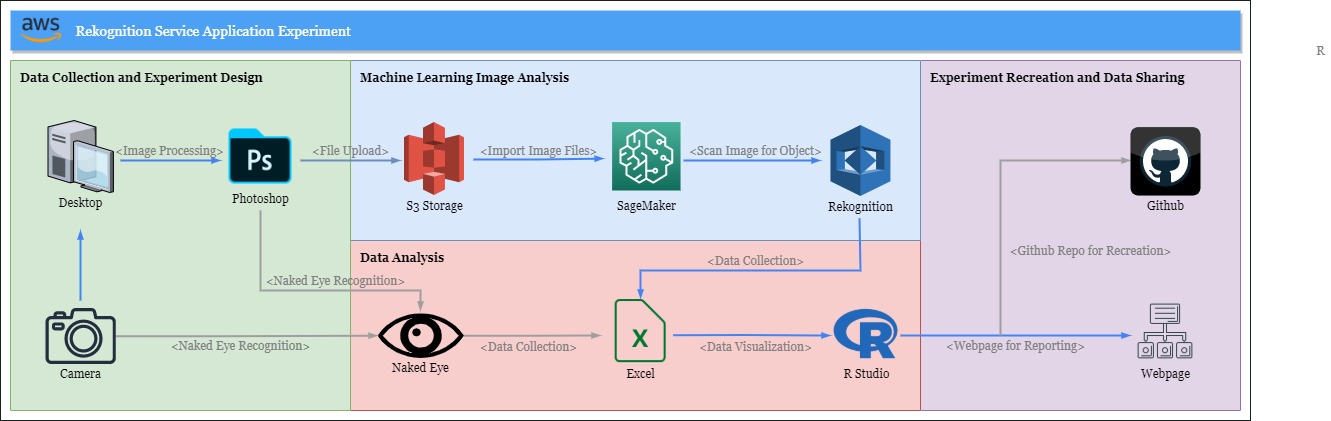 aws
Rekognition Service Application Experiment
R
Data Collection and Experiment Design
Machine Learning Image Analysis
Experiment Recreation and Data Sharing
<Image Processing>
Ps
<File Upload>
<Import Image Files>
<Scan Image for Object>
Desktop
Photoshop
S3 Storage
SageMaker
Rekognition
Github
Data Analysis
<Data Collection>
<Github Repo for Recreation>
<Naked Eye Recognition>
X
R
<Naked Eye Recognition>
<Data Collection>
<Data Visualization>
<Webpage for Reporting>
Camera
Naked Eye
Excel
R Studio
Webpage